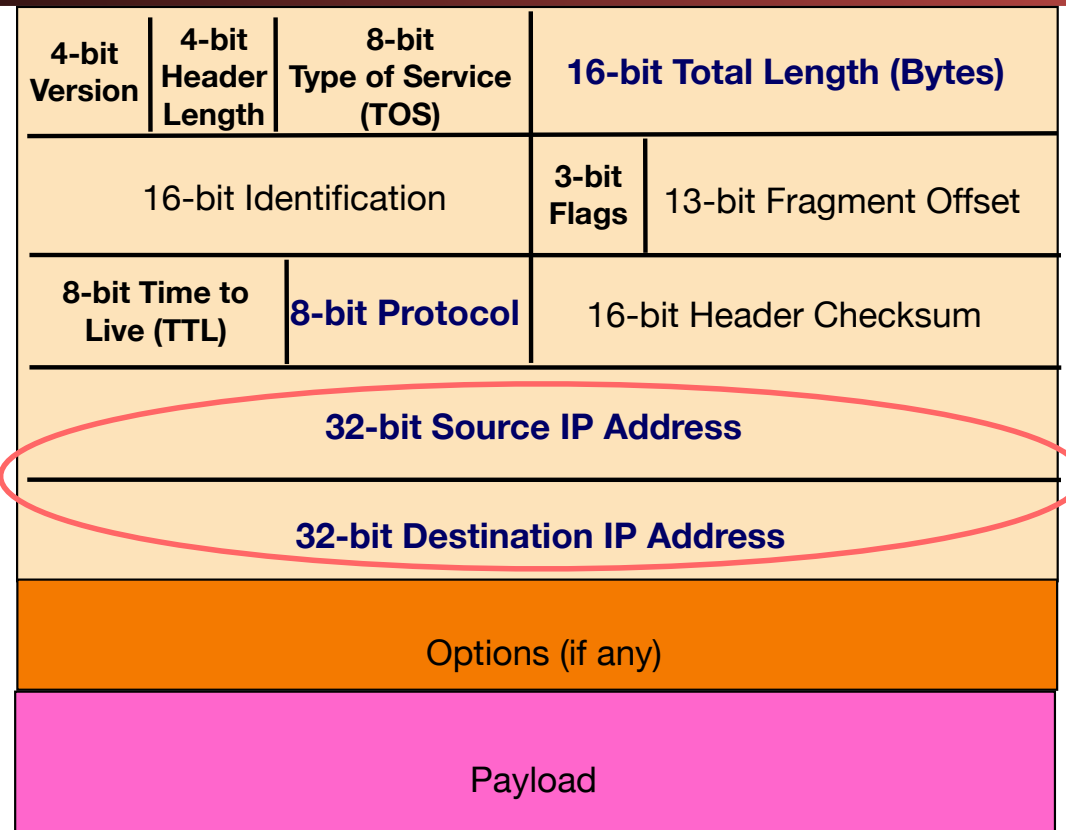 4-bit
Version
4-bit
Header
Length
8-bit
Type of Service
(TOS)
16-bit Total Length (Bytes)
16-bit Identification
3-bit
Flags
13-bit Fragment Offset
8-bit Time to
Live (TTL)
8-bit Protocol
16-bit Header Checksum
32-bit Source IP Address
32-bit Destination IP Address
Options (if any)
Payload